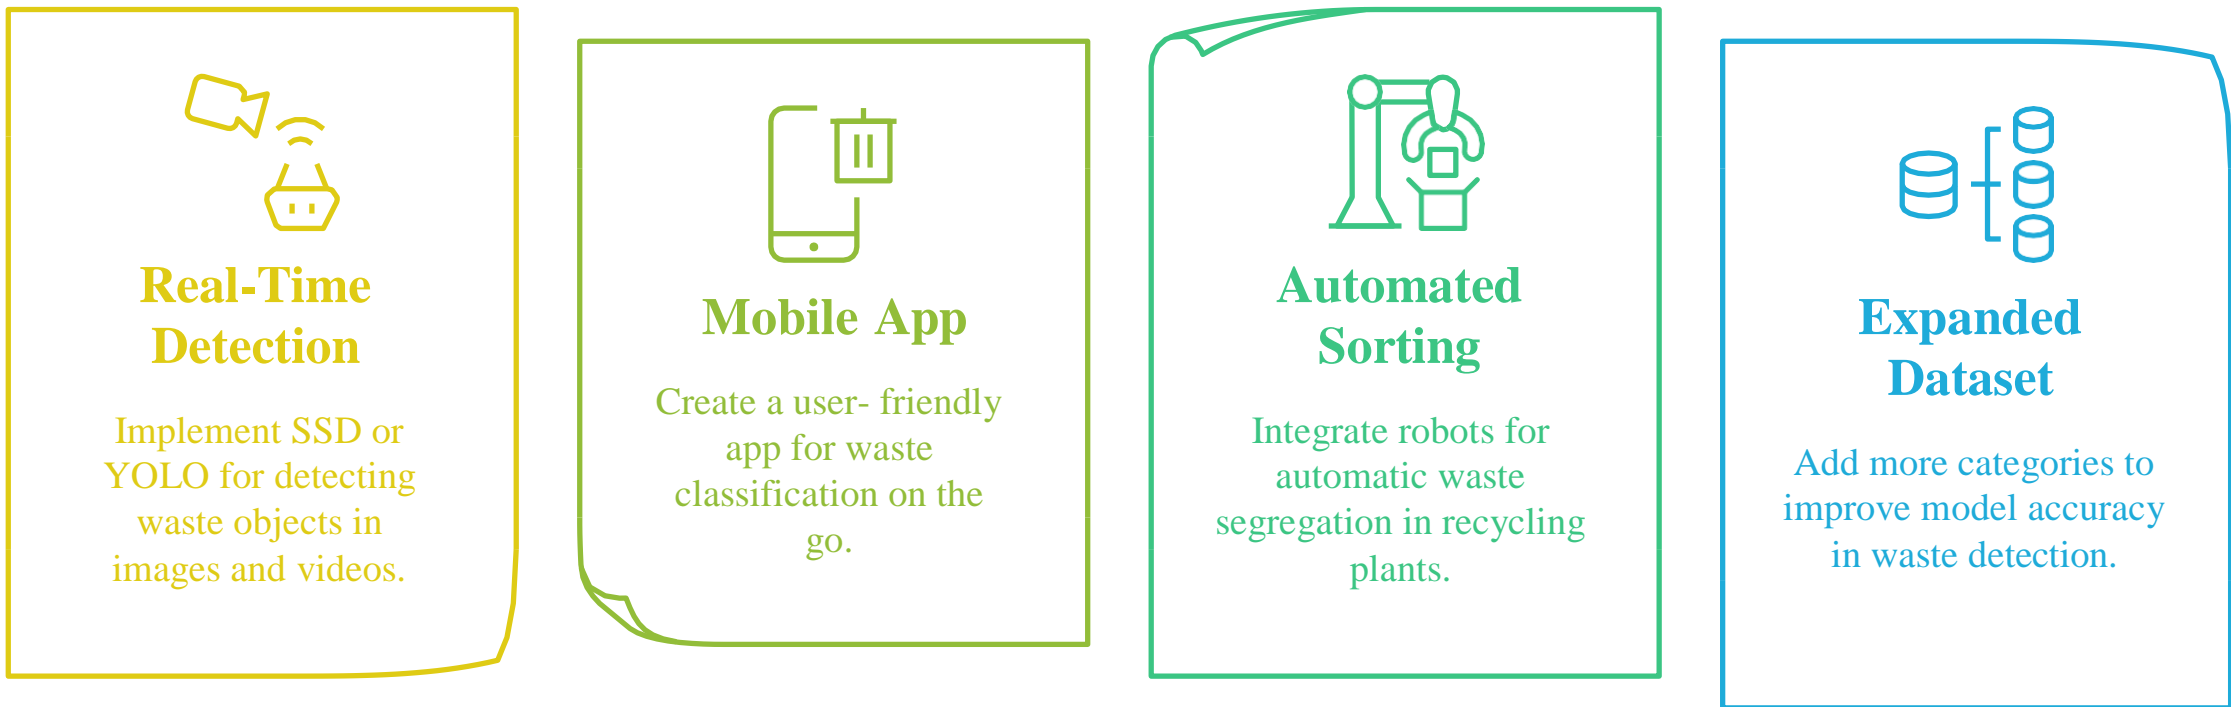 Real-Time
Detection
Implement SSD or
YOLO for detecting
waste objects in
images and videos.
Mobile App
Create a user- friendly
app for waste
classification on the
go.
Automated
Sorting
Integrate robots for
automatic waste
segregation in recycling
plants.
Expanded
Dataset
Add more categories to
improve model accuracy
in waste detection.